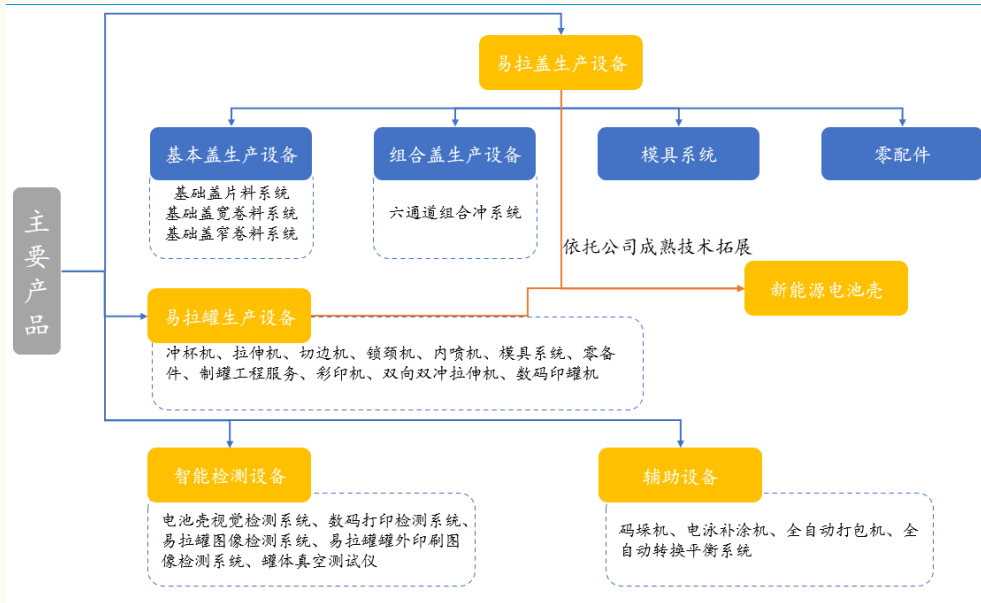 易拉盖生产设备
基本盖生产设备
组合盖生产设备
模具系统
零配件
基础盖片料系统
基础盖宽卷料系统
基础盖窄卷料系统
六通道组合冲系统
主要产品
依托公司成熟技术拓展
新能源电池壳
易拉罐生产设备
冲杯机、拉伸机、切边机、锁颈机、内喷机、模具系统、零备
件、制罐工程服务、彩印机、双向双冲拉伸机、数码印罐机
智能检测设备
电池壳视觉检测系统、数码打印检测系统、
易拉罐图像检测系统、易拉罐罐外印刷图
像检测系统、罐体真空测试仪
辅助设备
码垛机、电泳补涂机、全自动打包机、全
自动转换平衡系统